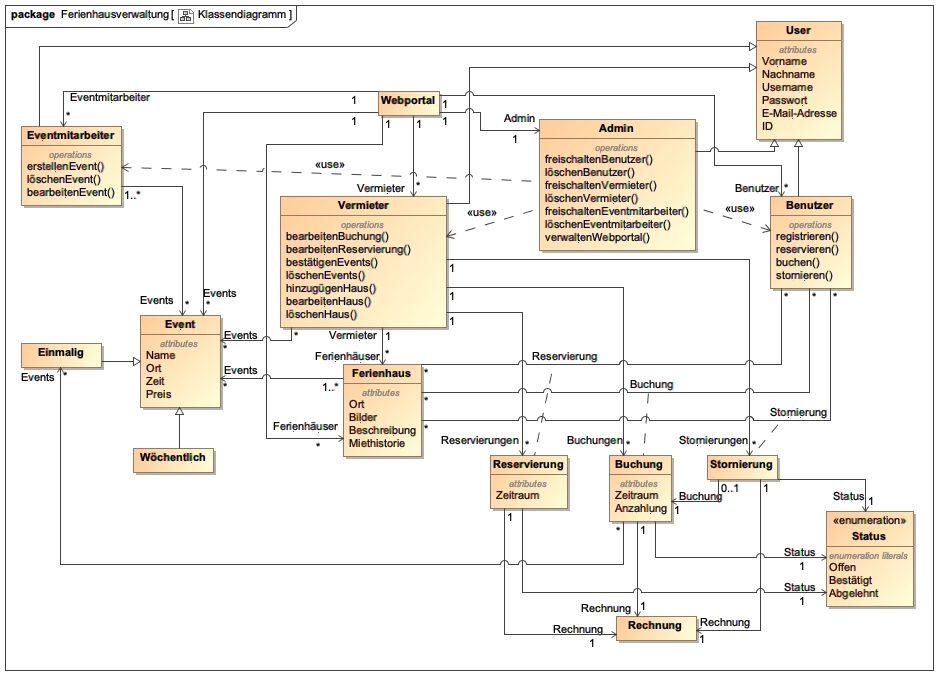 package Ferienhausverwaltung [ Klassendiagramm ]
User
attributes
Vorname
Nachname
Username
Passwort
E-Mail-Adresse
ID
Webportal
1
1
1
1
1
1
Eventmitarbeiter
*
Eventmitarbeiter
operations
erstellenEvent()
löschenEvent()
bearbeitenEvent()
1..*
Admin
1
Admin
operations
freischaltenBenutzer()
löschenBenutzer()
freischaltenVermieter()
löschenVermieter()
freischaltenEventmitarbeiter()
löschenEventmitarbeiter()
verwaltenWebportal()
«use»
«use»
«use»
Vermieter
*
Vermieter
operations
bearbeitenBuchung()
bearbeitenReservierung()
bestätigenEvents()
löschenEvents()
hinzugügenHaus()
bearbeitenHaus()
löschenHaus()
1
1
1
Benutzer
*
Benutzer
operations
registrieren()
reservieren()
buchen()
stornieren()
*
*
*
Events
*
Events
*
Event
attributes
Name
Ort
Zeit
Preis
Events
*
*
Events
*
1..*
Einmalig
Events
*
Wöchentlich
Vermieter
1
Ferienhäuser
*
Ferienhaus
attributes
Ort
Bilder
Beschreibung
Miethistorie
*
*
*
Ferienhäuser
*
Reservierung
Buchung
Stornierung
Reservierungen
*
Buchungen
*
Stornierungen
*
Reservierung
attributes
Zeitraum
1
Buchung
attributes
Zeitraum
Anzahlung
*
1
Stornierung
0..1
1
Buchung
1
Status
1
«enumeration»
Status
enumeration literals
Offen
Bestätigt
Abgelehnt
Status
1
Status
1
Rechnung
1
Rechnung
1
Rechnung
1
Rechnung